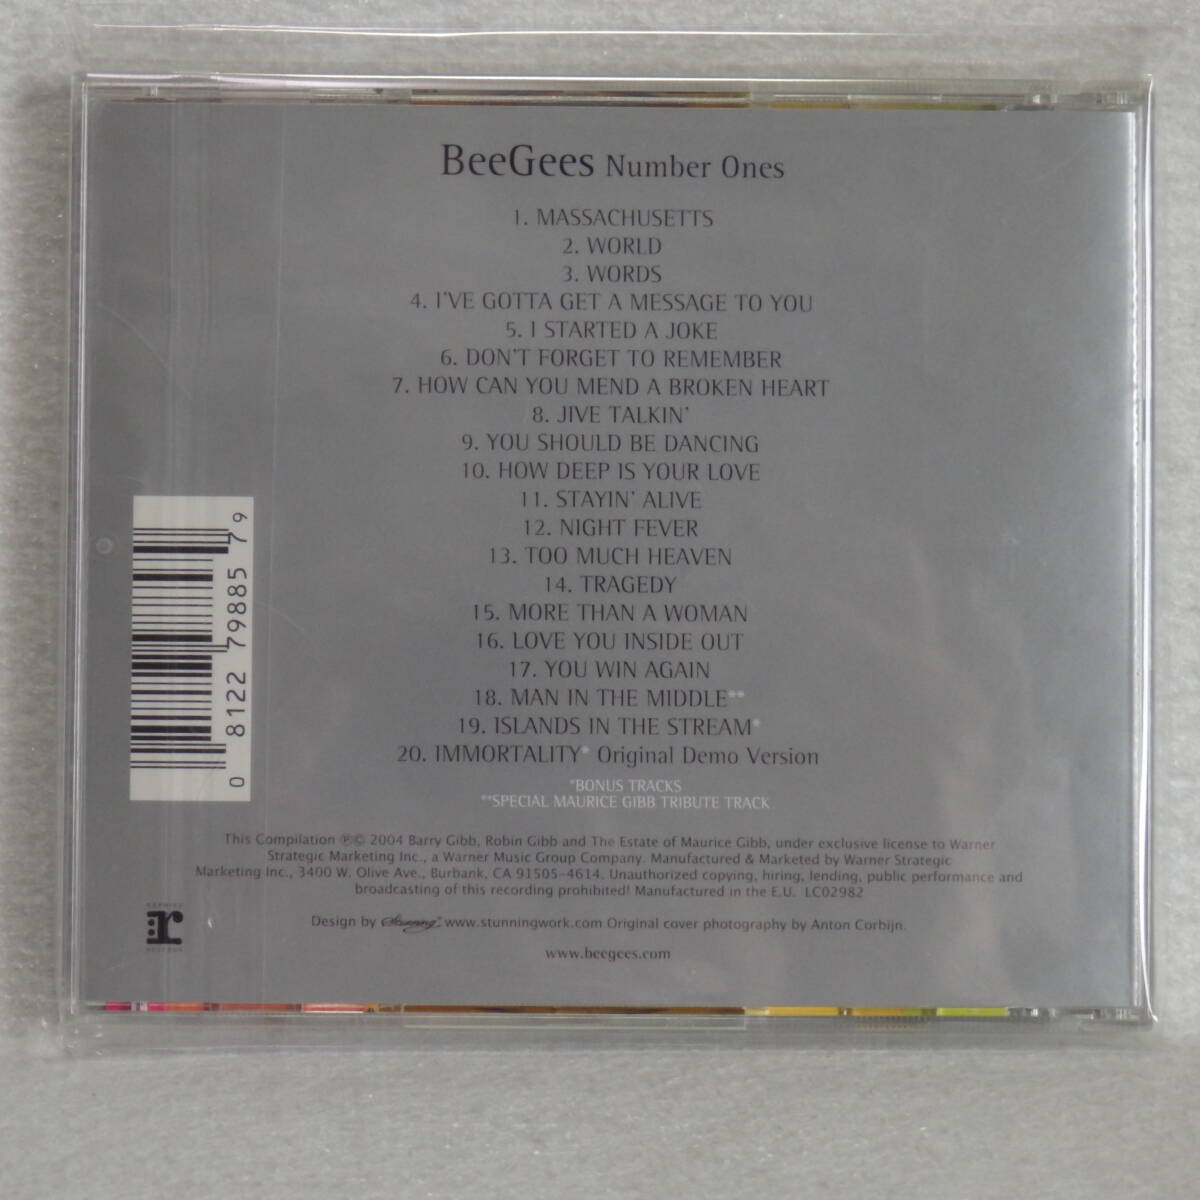 BeeGees Number Ones
1. MASSACHUSETTS
2. WORLD
3. WORDS
4. I'VE GOTTA GET A MESSAGE TO YOU
5. I STARTED A JOKE
6. DON'T FORGET TO REMEMBER
7. HOW CAN YOU MEND A BROKEN HEART
8. JIVE TALKIN'
9. YOU SHOULD BE DANCING
10. HOW DEEP IS YOUR LOVE
11. STAYIN' ALIVE
12. NIGHT FEVER
13. TOO MUCH HEAVEN
14. TRAGEDY
15. MORE THAN A WOMAN
16. LOVE YOU INSIDE OUT
17. YOU WIN AGAIN
18. MAN IN THE MIDDLE**
19. ISLANDS IN THE STREAM*
20. IMMORTALITY* Original Demo Version
*BONUS TRACKS
**SPECIAL MAURICE GIBB TRIBUTE TRACK
0 8122 79885 7 9
This Compilation ℗© 2004 Barry Gibb, Robin Gibb and The Estate of Maurice Gibb, under exclusive license to Warner
Strategic Marketing Inc., a Warner Music Group Company. Manufactured & Marketed by Warner Strategic
Marketing Inc., 3400 W. Olive Ave., Burbank, CA 91505-4614. Unauthorized copying, hiring, lending, public performance and
broadcasting of this recording prohibited! Manufactured in the E.U. LC02982
REPRISE
r
RECORDS
Design by Stunning www.stunningwork.com Original cover photography by Anton Corbijn.
www.beegees.com